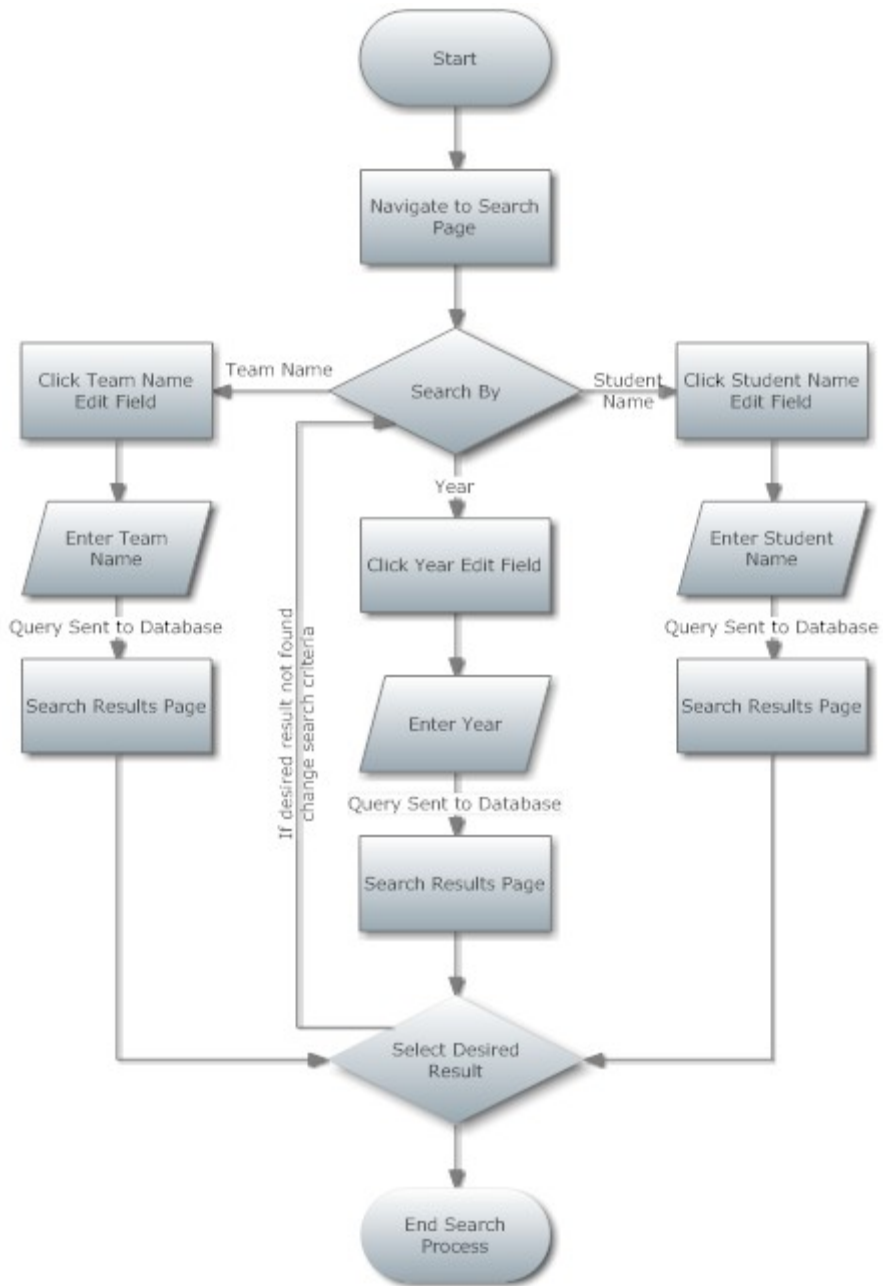 Start
Navigate to Search
Page
Search By
Team Name
Student
Name
Year
Click Team Name
Edit Field
Click Student Name
Edit Field
Enter Team
Name
Click Year Edit Field
Enter Student
Name
Query Sent to Database
Query Sent to Database
Search Results Page
Search Results Page
If desired result not found
change search criteria
Enter Year
Query Sent to Database
Search Results Page
Select Desired
Result
End Search
Process